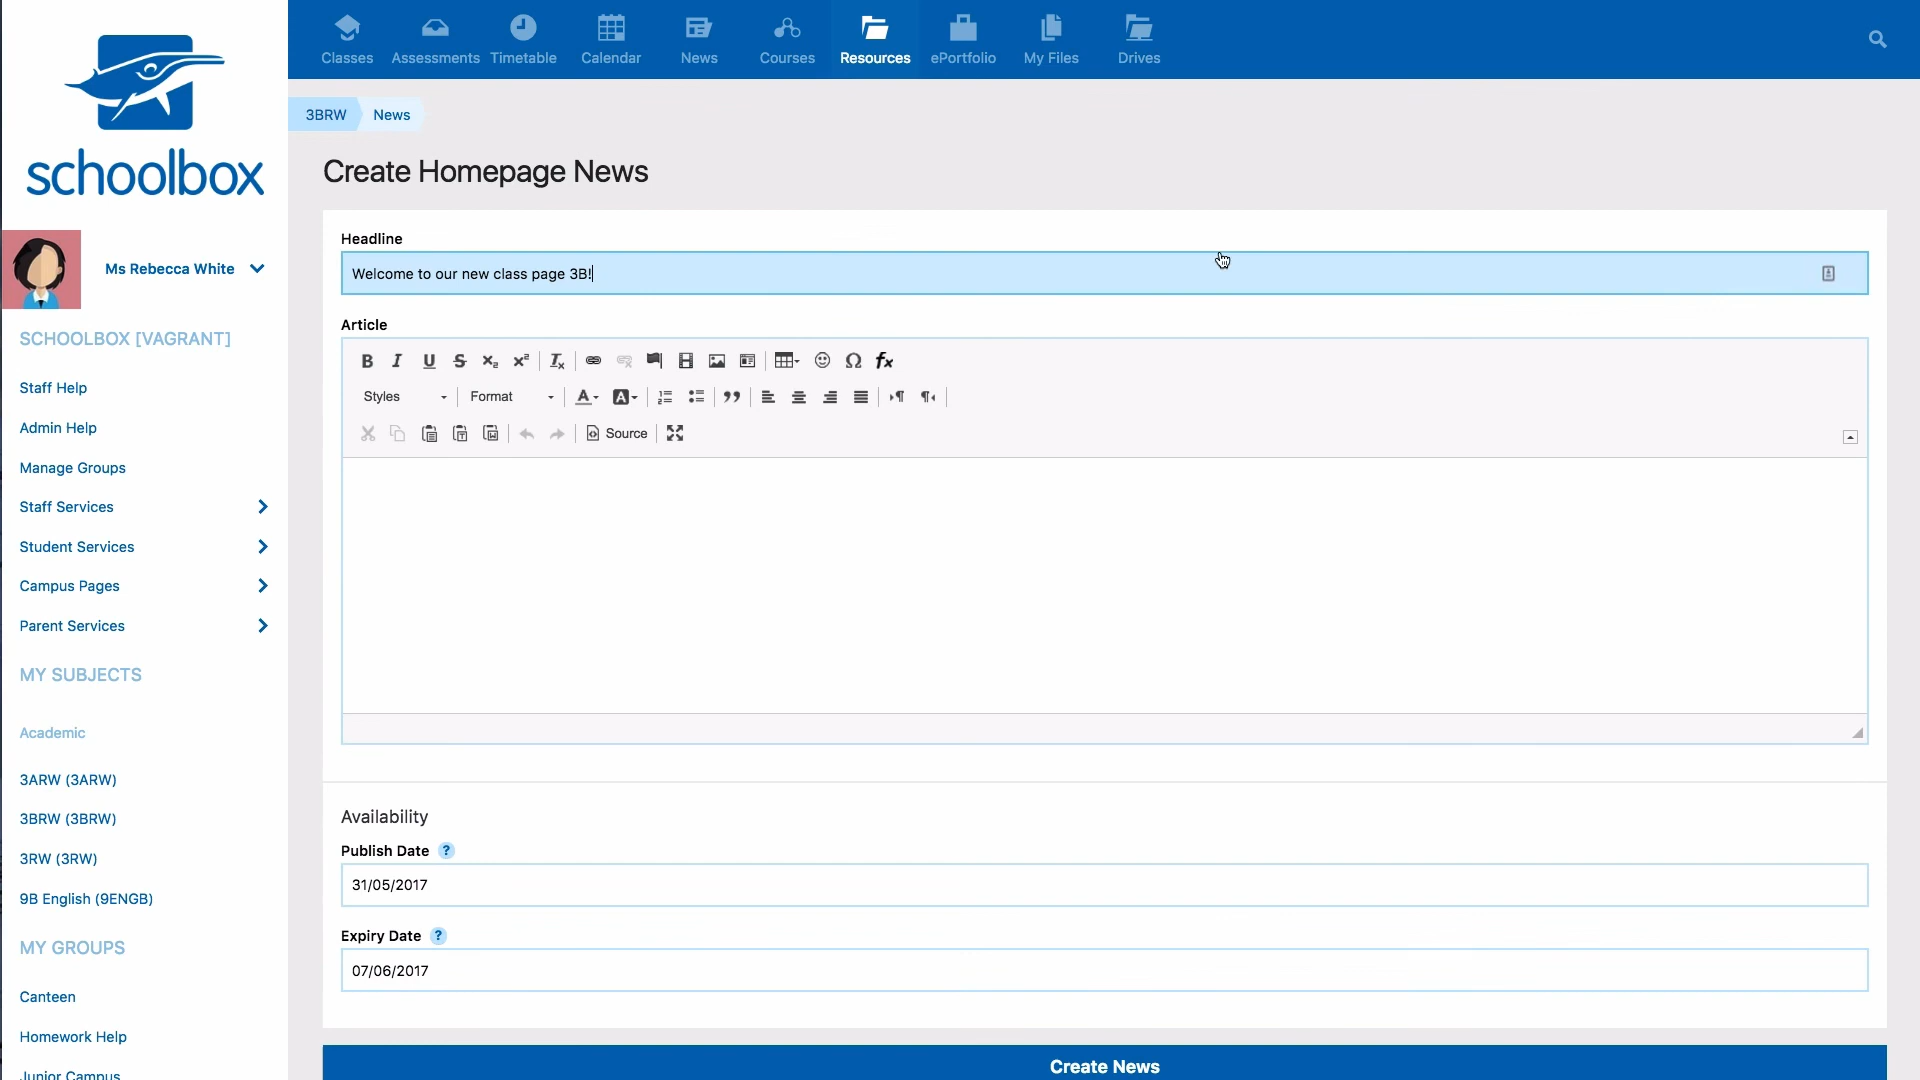 schoolbox
Classes
Assessments
Timetable
Calendar
News
Courses
Resources
ePortfolio
My Files
Drives
3BRW
News
Create Homepage News
Ms Rebecca White
SCHOOLBOX [VAGRANT]
Staff Help
Admin Help
Manage Groups
Staff Services
Student Services
Campus Pages
Parent Services
MY SUBJECTS
Academic
3ARW (3ARW)
3BRW (3BRW)
3RW (3RW)
9B English (9ENGB)
MY GROUPS
Canteen
Homework Help
Junior Campus
Headline
Welcome to our new class page 3B!
Article
B I U S x₂ x² Tx Ω fx
Styles Format A A
Source
Availability
Publish Date ?
31/05/2017
Expiry Date ?
07/06/2017
Create News